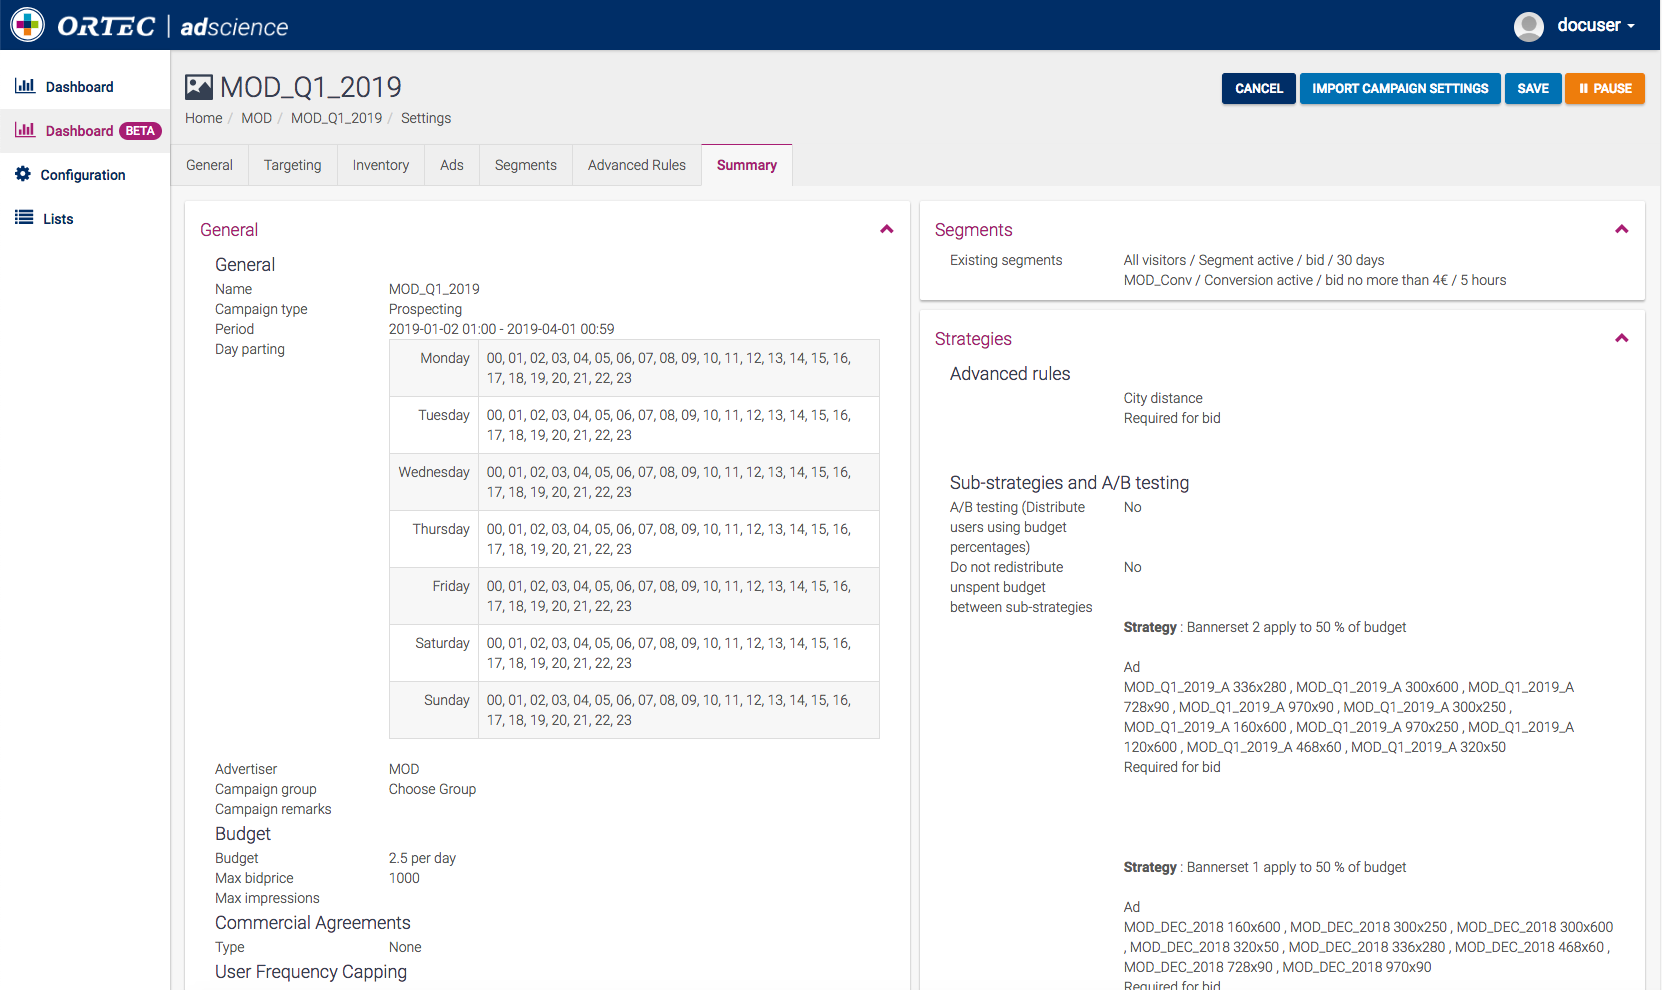 ORTEC | adscience
docuser
Dashboard
Dashboard BETA
Configuration
Lists
MOD_Q1_2019
Home / MOD / MOD_Q1_2019 / Settings
CANCEL
IMPORT CAMPAIGN SETTINGS
SAVE
PAUSE
General
Targeting
Inventory
Ads
Segments
Advanced Rules
Summary
General
General
Name MOD_Q1_2019
Campaign type Prospecting
Period 2019-01-02 01:00 - 2019-04-01 00:59
Day parting
Monday 00, 01, 02, 03, 04, 05, 06, 07, 08, 09, 10, 11, 12, 13, 14, 15, 16,
17, 18, 19, 20, 21, 22, 23
Tuesday 00, 01, 02, 03, 04, 05, 06, 07, 08, 09, 10, 11, 12, 13, 14, 15, 16,
17, 18, 19, 20, 21, 22, 23
Wednesday 00, 01, 02, 03, 04, 05, 06, 07, 08, 09, 10, 11, 12, 13, 14, 15, 16,
17, 18, 19, 20, 21, 22, 23
Thursday 00, 01, 02, 03, 04, 05, 06, 07, 08, 09, 10, 11, 12, 13, 14, 15, 16,
17, 18, 19, 20, 21, 22, 23
Friday 00, 01, 02, 03, 04, 05, 06, 07, 08, 09, 10, 11, 12, 13, 14, 15, 16,
17, 18, 19, 20, 21, 22, 23
Saturday 00, 01, 02, 03, 04, 05, 06, 07, 08, 09, 10, 11, 12, 13, 14, 15, 16,
17, 18, 19, 20, 21, 22, 23
Sunday 00, 01, 02, 03, 04, 05, 06, 07, 08, 09, 10, 11, 12, 13, 14, 15, 16,
17, 18, 19, 20, 21, 22, 23
Advertiser MOD
Campaign group Choose Group
Campaign remarks
Budget
Budget 2.5 per day
Max bidprice 1000
Max impressions
Commercial Agreements
Type None
User Frequency Capping
Segments
Existing segments All visitors / Segment active / bid / 30 days
MOD_Conv / Conversion active / bid no more than 4€ / 5 hours
Strategies
Advanced rules
City distance
Required for bid
Sub-strategies and A/B testing
A/B testing (Distribute No
users using budget
percentages)
Do not redistribute No
unspent budget
between sub-strategies
Strategy : Bannerset 2 apply to 50 % of budget
Ad
MOD_Q1_2019_A 336x280 , MOD_Q1_2019_A 300x600 , MOD_Q1_2019_A
728x90 , MOD_Q1_2019_A 970x90 , MOD_Q1_2019_A 300x250 ,
MOD_Q1_2019_A 160x600 , MOD_Q1_2019_A 970x250 , MOD_Q1_2019_A
120x600 , MOD_Q1_2019_A 468x60 , MOD_Q1_2019_A 320x50
Required for bid
Strategy : Bannerset 1 apply to 50 % of budget
Ad
MOD_DEC_2018 160x600 , MOD_DEC_2018 300x250 , MOD_DEC_2018 300x600
, MOD_DEC_2018 320x50 , MOD_DEC_2018 336x280 , MOD_DEC_2018 468x60 ,
MOD_DEC_2018 728x90 , MOD_DEC_2018 970x90
Required for bid